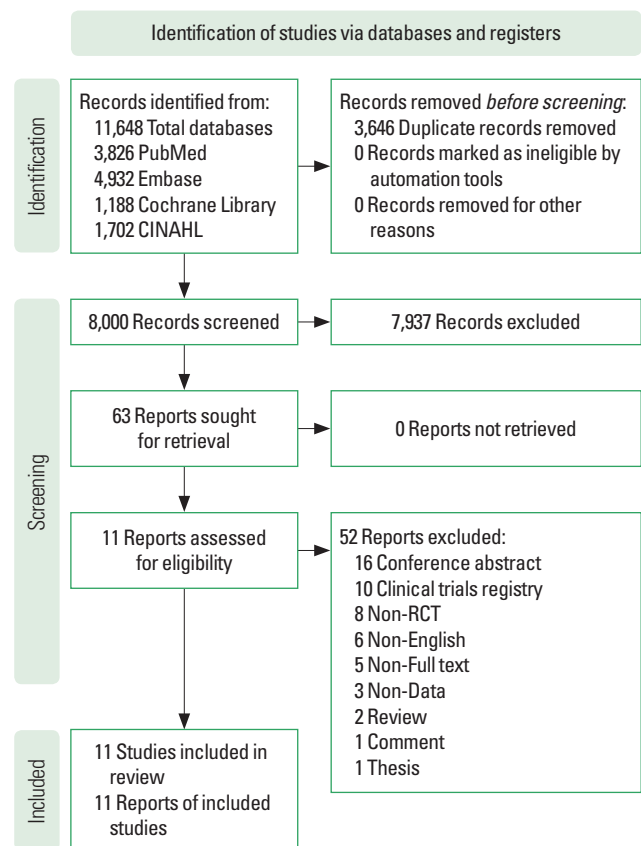 Identification of studies via databases and registers
Identification
Records identified from:
11,648 Total databases
3,826 PubMed
4,932 Embase
1,188 Cochrane Library
1,702 CINAHL
Records removed before screening:
3,646 Duplicate records removed
0 Records marked as ineligible by
automation tools
0 Records removed for other
reasons
Screening
8,000 Records screened
7,937 Records excluded
63 Reports sought
for retrieval
0 Reports not retrieved
11 Reports assessed
for eligibility
52 Reports excluded:
16 Conference abstract
10 Clinical trials registry
8 Non-RCT
6 Non-English
5 Non-Full text
3 Non-Data
2 Review
1 Comment
1 Thesis
Included
11 Studies included in
review
11 Reports of included
studies